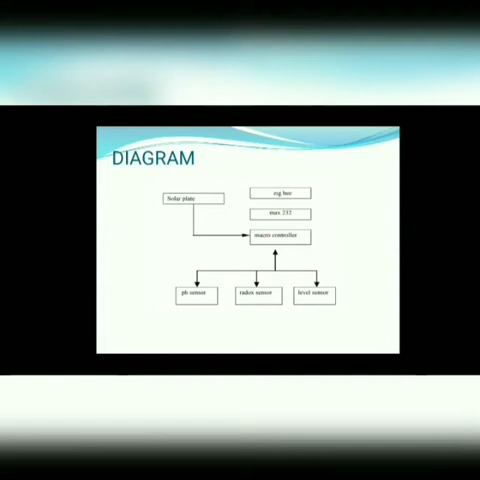 DIAGRAM
Solar plate
zig bee
max 232
macro controller
ph sensor
radox sensor
level sensor